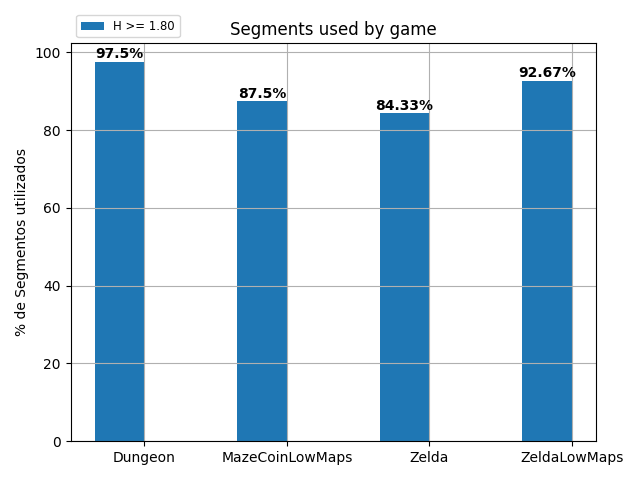 H >= 1.80
Segments used by game
% de Segmentos utilizados
100
80
60
40
20
0
97.5%
87.5%
84.33%
92.67%
Dungeon
MazeCoinLowMaps
Zelda
ZeldaLowMaps